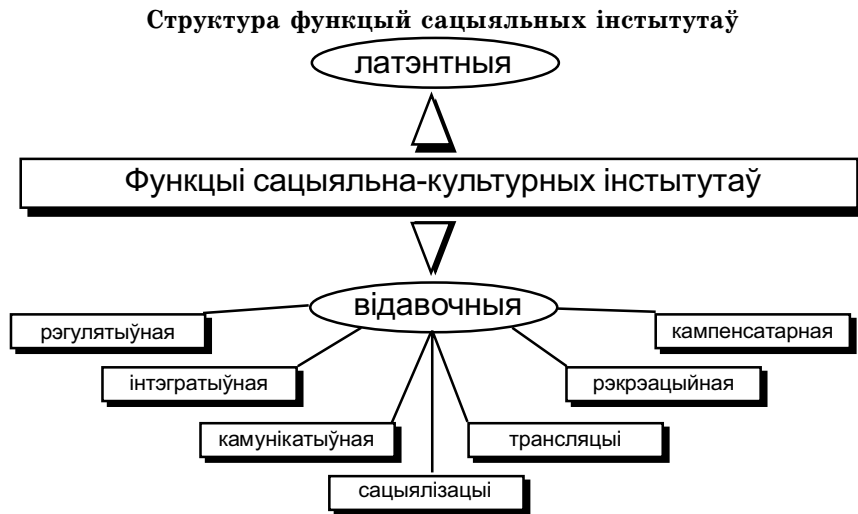 Структура функцый сацыяльных інстытутаў
латэнтныя
Функцыі сацыяльна-культурных інстытутаў
відавочныя
рэгулятыўная
кампенсатарная
інтэгратыўная
рэкрэацыйная
камунікатыўная
трансляцыі
сацыялізацыі